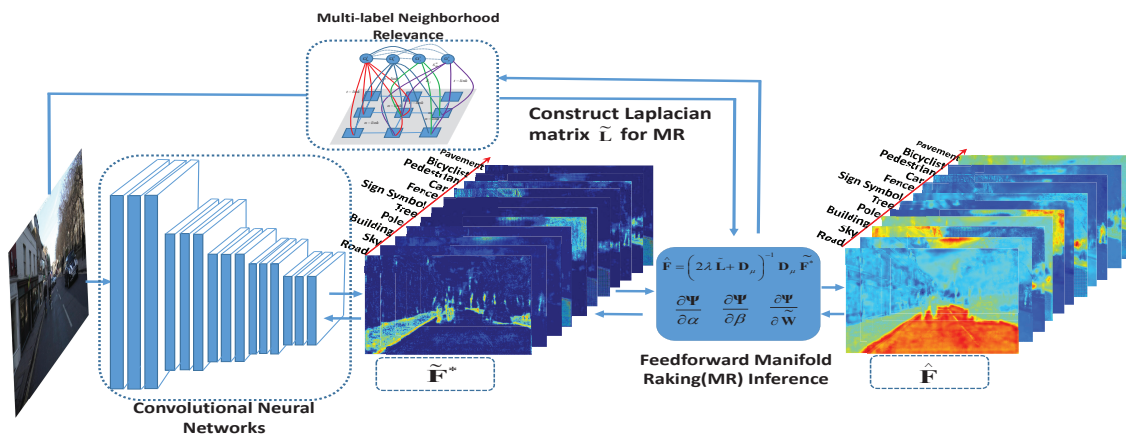 Multi-label Neighborhood
Relevance
Construct Laplacian
matrix L̃ for MR
Pavement
Bicyclist
Pedestrian
Car
Fence
Sign Symbol
Tree
Pole
Building
Sky
Road
Pavement
Bicyclist
Pedestrian
Car
Fence
Sign Symbol
Tree
Pole
Building
Sky
Road
F̂ = (2λ L̃ + D_μ)^{-1} D_μ F̃*
∂Ψ/∂α ∂Ψ/∂β ∂Ψ/∂W̃
Feedforward Manifold
Raking(MR) Inference
F̃*
F̂
Convolutional Neural
Networks